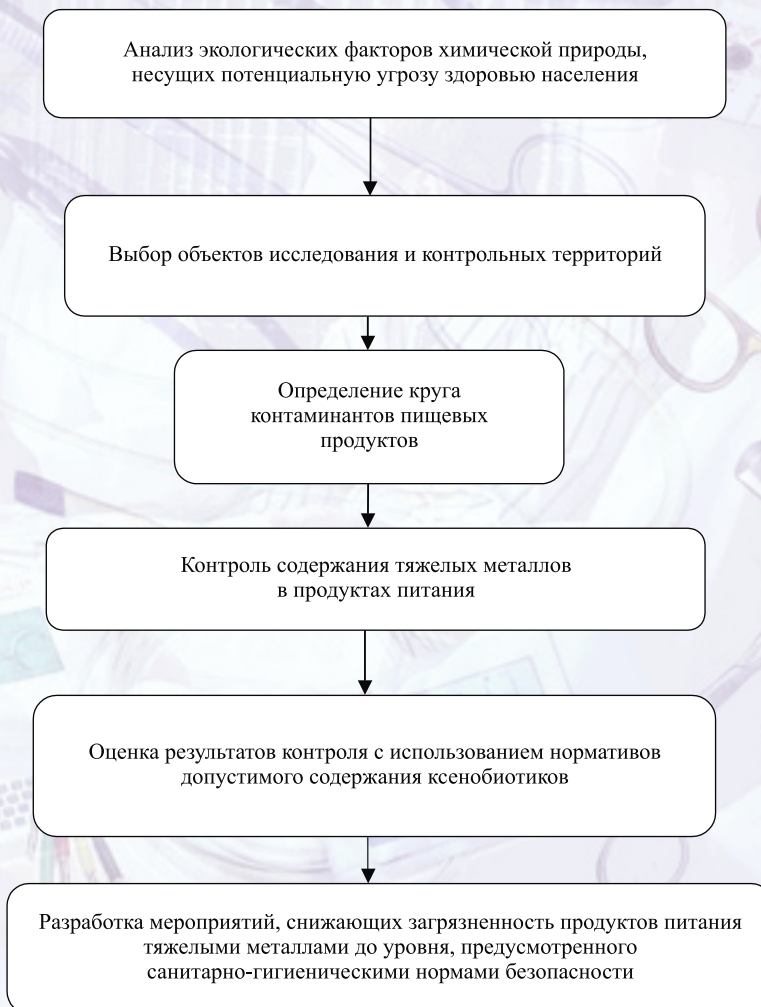 Анализ экологических факторов химической природы,
несущих потенциальную угрозу здоровью населения
Выбор объектов исследования и контрольных территорий
Определение круга
контаминантов пищевых
продуктов
Контроль содержания тяжелых металлов
в продуктах питания
Оценка результатов контроля с использованием нормативов
допустимого содержания ксенобиотиков
Разработка мероприятий, снижающих загрязненность продуктов питания
тяжелыми металлами до уровня, предусмотренного
санитарно-гигиеническими нормами безопасности